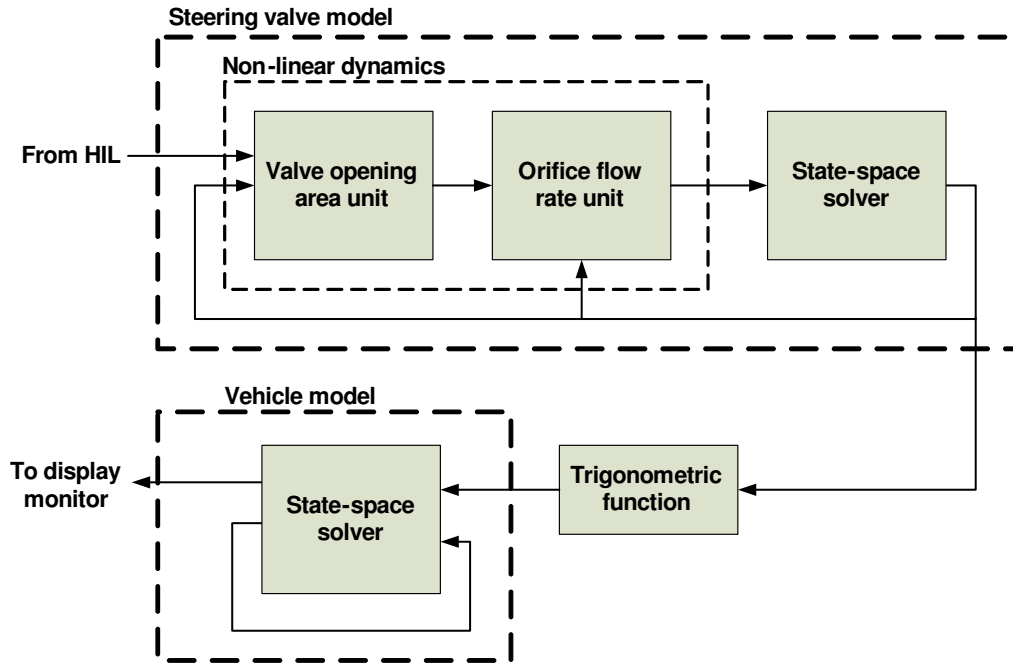 Steering valve model
Non-linear dynamics
From HIL
Valve opening
area unit
Orifice flow
rate unit
State-space
solver
Vehicle model
To display
monitor
State-space
solver
Trigonometric
function